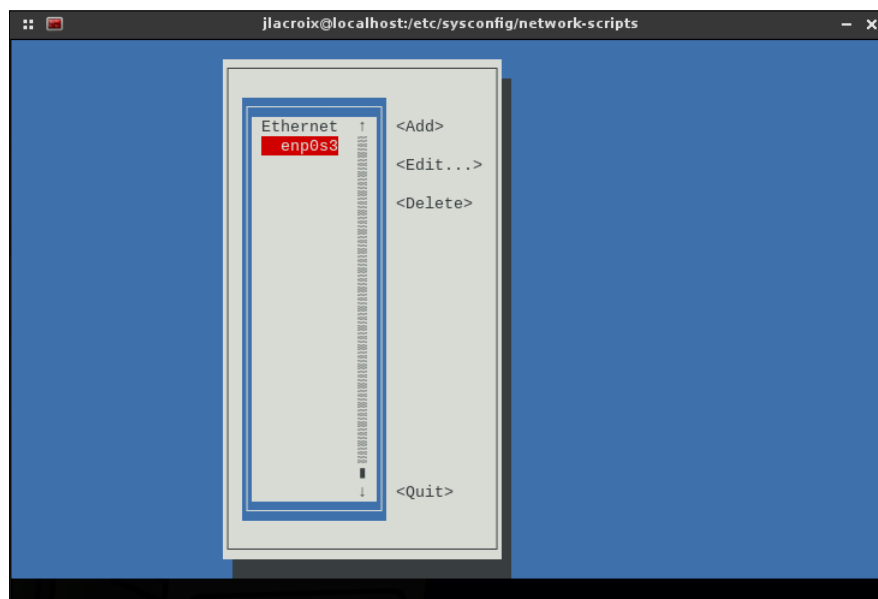 jlacroix@localhost:/etc/sysconfig/network-scripts
Ethernet ↑ <Add>
enp0s3
<Edit...>
<Delete>
↓ <Quit>